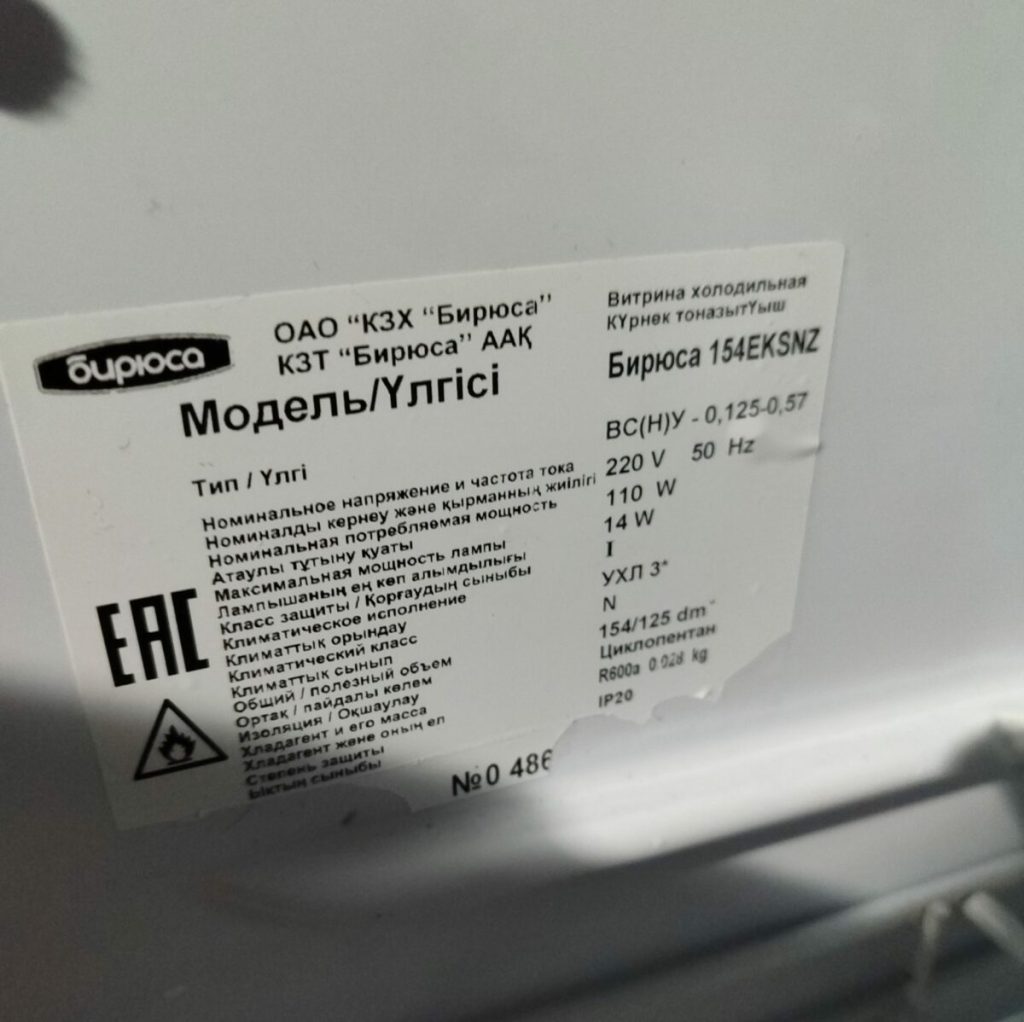 бирюса
ОАО “КЗХ “Бирюса”
КЗТ “Бирюса” ААҚ
Витрина холодильная
КҮрнек тоназытҮыш
Модель/Үлгісі
Бирюса 154EKSNZ
Тип / Үлгі
ВС(Н)У - 0,125-0,57
Номинальное напряжение и частота тока
Номиналды кернеу және қырманның жиілігі
220 V 50 Hz
Номинальная потребляемая мощность
Атаулы тұтыну қуаты
110 W
Максимальная мощность лампы
Лампышаның ең көп алымдылығы
14 W
Класс защиты / Қорғаудың сыныбы
I
Климатическое исполнение
Климаттық орындау
УХЛ 3*
Климатический класс
Климаттық сынып
N
Общий / полезный объем
Ортақ / пайдалы көлем
154/125 dm
Изоляция / Оқшаулау
Циклопентан
Хладагент и его масса
Хладагент және оның еп
R600a 0.028 kg
Степень защиты
сыныбы
IP20
EAC
№0 486